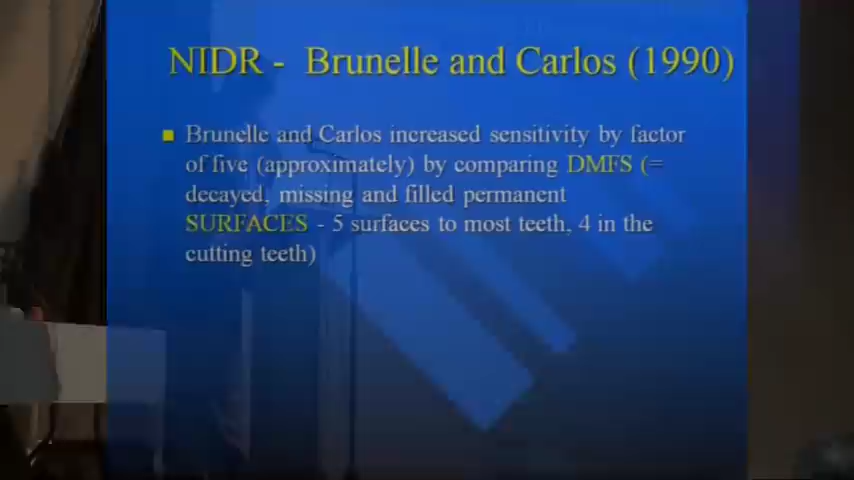 NIDR - Brunelle and Carlos (1990)
Brunelle and Carlos increased sensitivity by factor
of five (approximately) by comparing DMFS (=
decayed, missing and filled permanent
SURFACES - 5 surfaces to most teeth, 4 in the
cutting teeth)